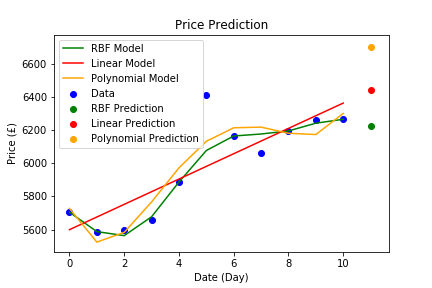 Price Prediction
RBF Model
Linear Model
Polynomial Model
Data
RBF Prediction
Linear Prediction
Polynomial Prediction
6600
6400
6200
6000
5800
5600
Price (£)
0 2 4 6 8 10
Date (Day)